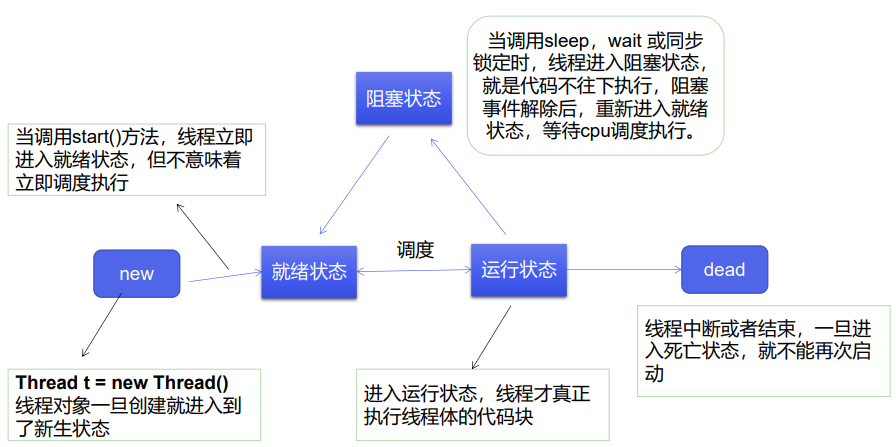 当调用sleep，wait 或同步
锁定时，线程进入阻塞状态，
就是代码不往下执行，阻塞
事件解除后，重新进入就绪
状态，等待cpu调度执行。
阻塞状态
当调用start()方法，线程立即
进入就绪状态，但不意味着
立即调度执行
调度
new
就绪状态
运行状态
dead
线程中断或者结束，一旦进
入死亡状态，就不能再次启
动
Thread t = new Thread()
线程对象一旦创建就进入到
了新生状态
进入运行状态，线程才真正
执行线程体的代码块